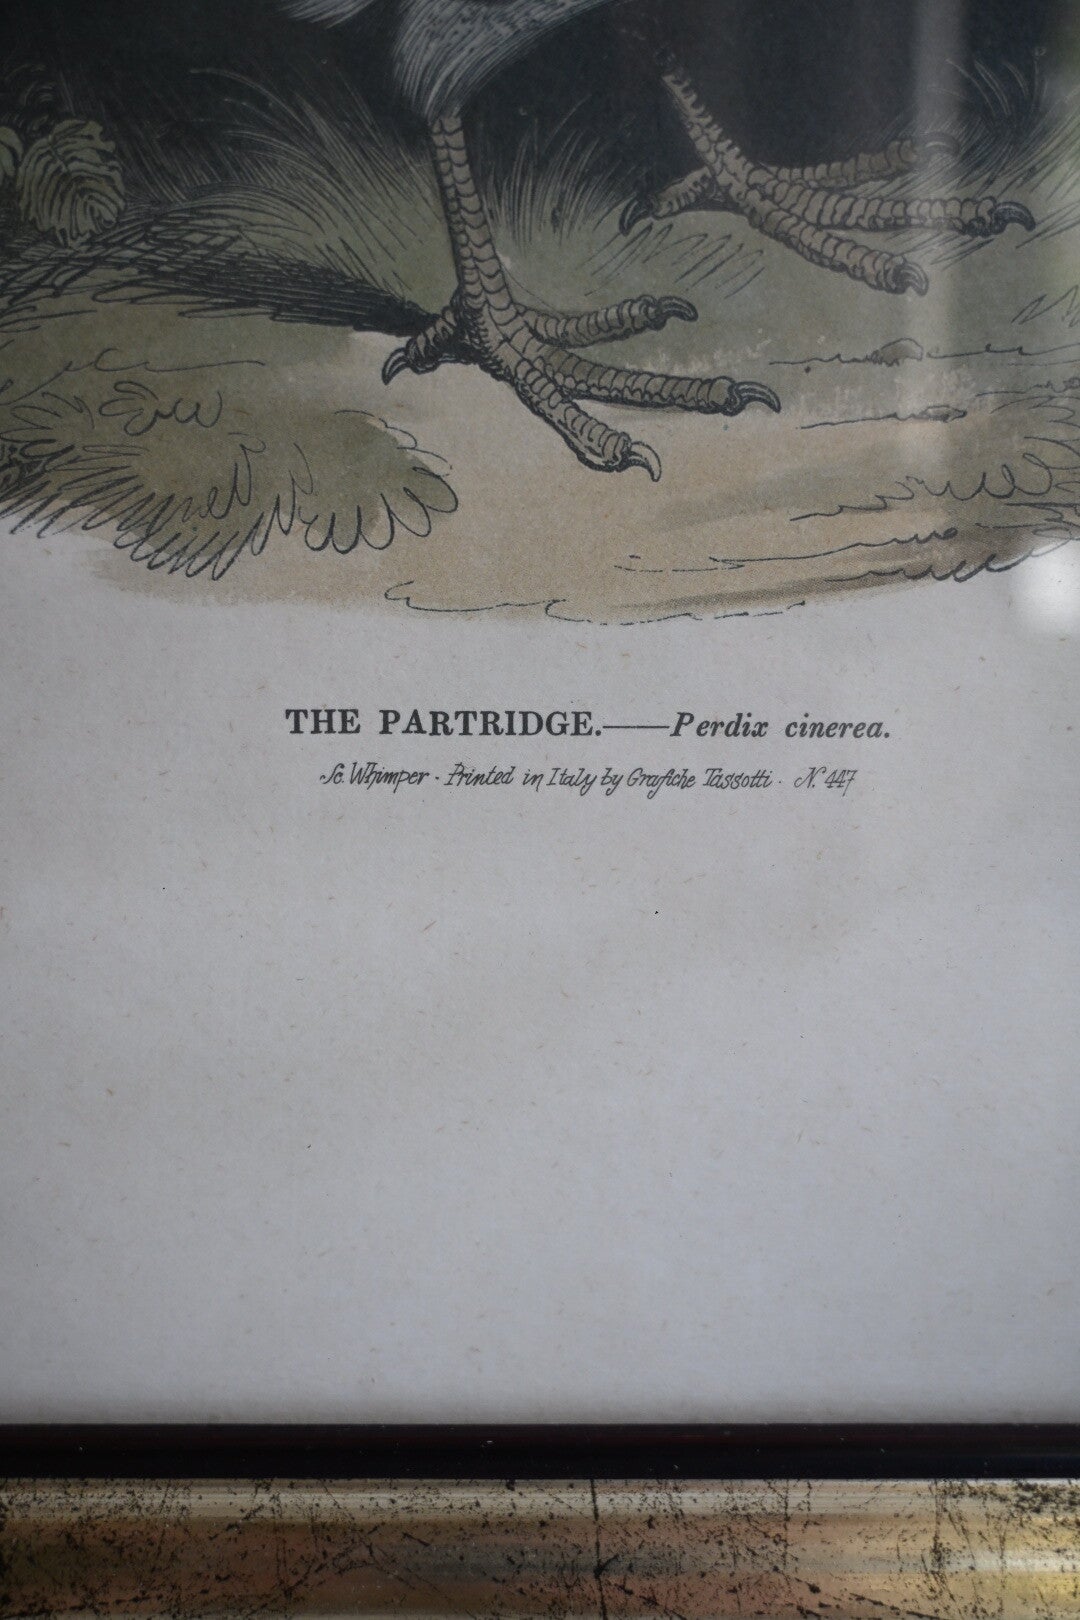 THE PARTRIDGE.——Perdix cinerea.
Sc. Whimper · Printed in Italy by Grafiche Tassotti · N. 447